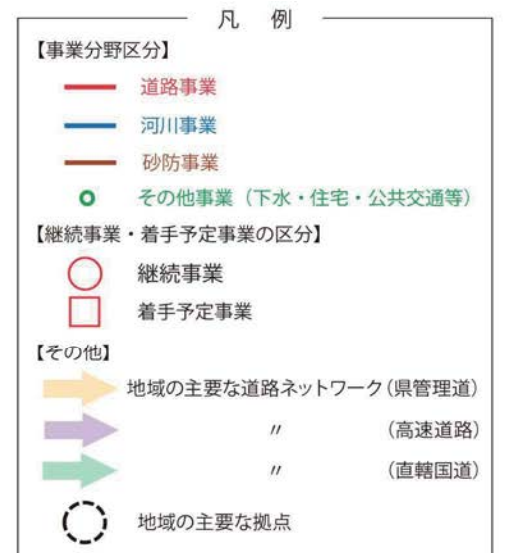 凡 例
【事業分野区分】
道路事業
河川事業
砂防事業
その他事業（下水・住宅・公共交通等）
【継続事業・着手予定事業の区分】
継続事業
着手予定事業
【その他】
地域の主要な道路ネットワーク（県管理道）
〃 （高速道路）
〃 （直轄国道）
地域の主要な拠点